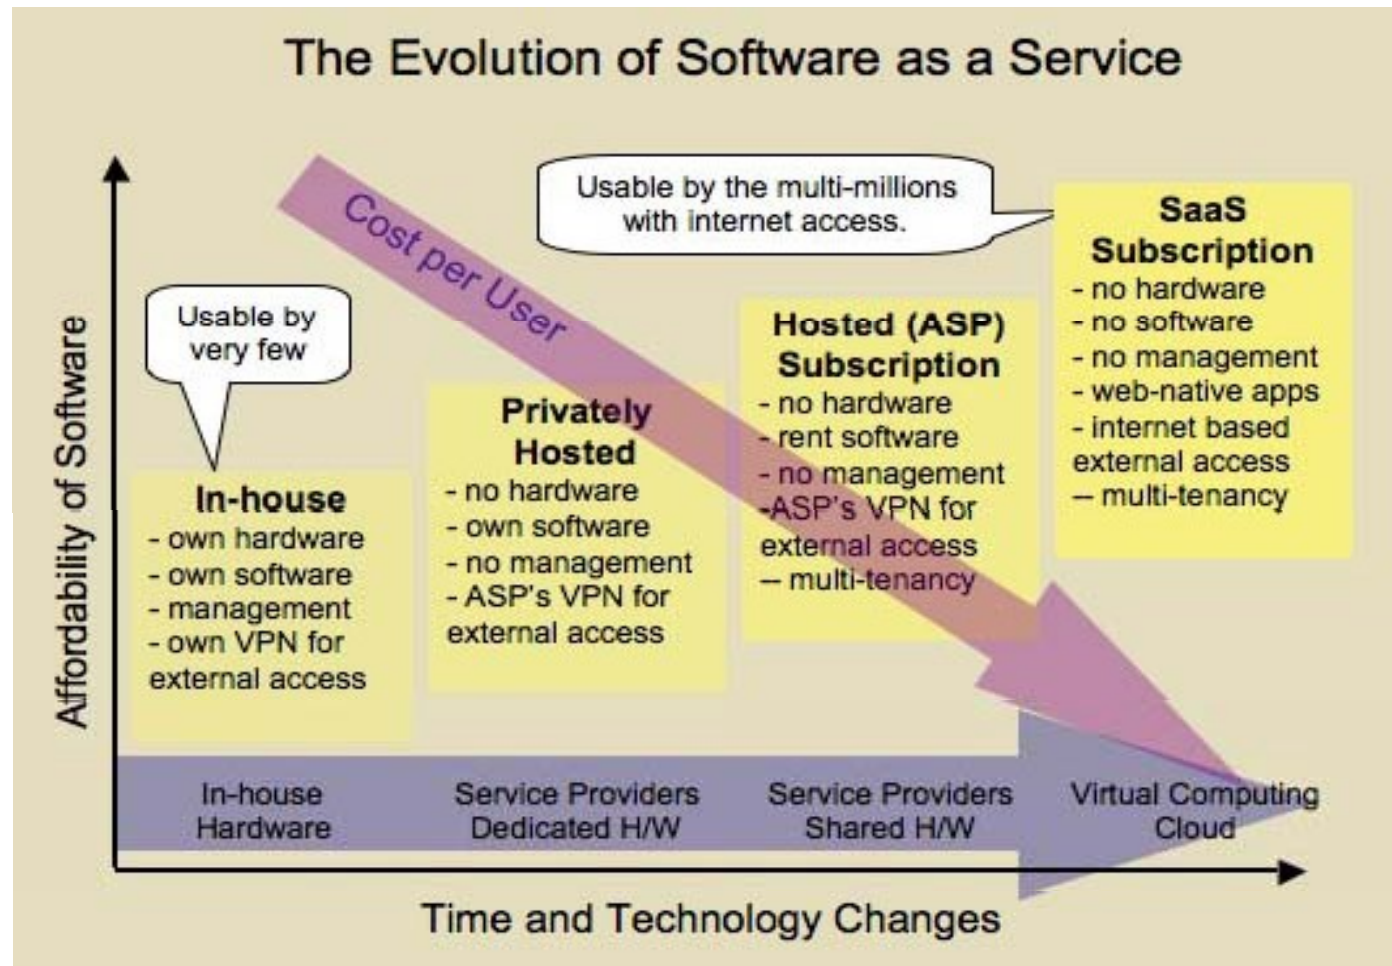 The Evolution of Software as a Service
Affordability of Software
Cost per User
Usable by the multi-millions
with internet access.
Usable by
very few
In-house
- own hardware
- own software
- management
- own VPN for
external access
Privately
Hosted
- no hardware
- own software
- no management
- ASP's VPN for
external access
Hosted (ASP)
Subscription
- no hardware
- rent software
- no management
-ASP's VPN for
external access
-- multi-tenancy
SaaS
Subscription
- no hardware
- no software
- no management
- web-native apps
- internet based
external access
-- multi-tenancy
In-house
Hardware
Service Providers
Dedicated H/W
Service Providers
Shared H/W
Virtual Computing
Cloud
Time and Technology Changes